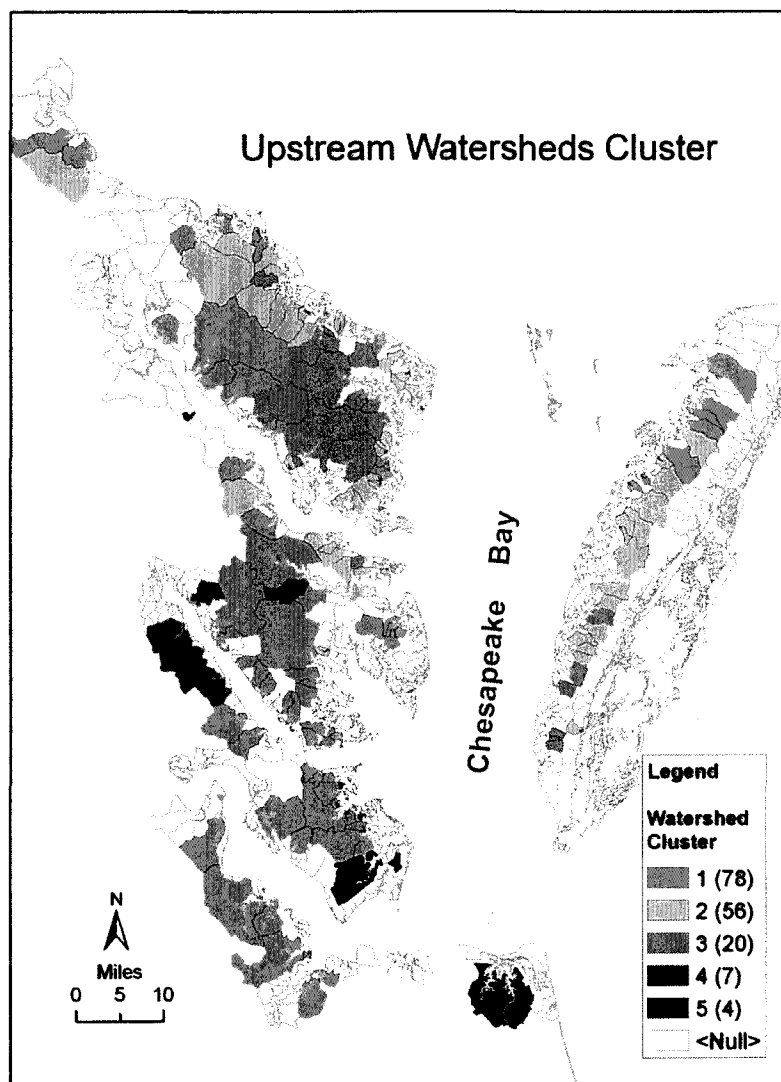 Upstream Watersheds Cluster
Chesapeake Bay
Legend
Watershed
Cluster
1 (78)
2 (56)
3 (20)
4 (7)
5 (4)
<Null>
N
Miles
0 5 10